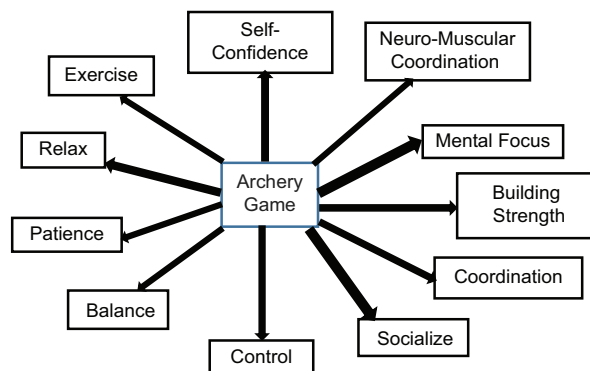 Self-
Confidence
Neuro-Muscular
Coordination
Exercise
Mental Focus
Relax
Archery
Game
Building
Strength
Patience
Coordination
Balance
Socialize
Control